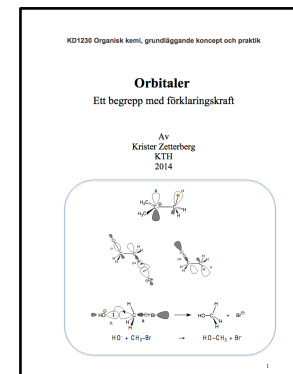 KD1230 Organisk kemi, grundläggande koncept och praktik
Orbitaler
Ett begrepp med förklaringskraft
Av
Krister Zetterberg
KTH
2014
HO⁻ + CH₃-Br → HO-CH₃ + Br
1